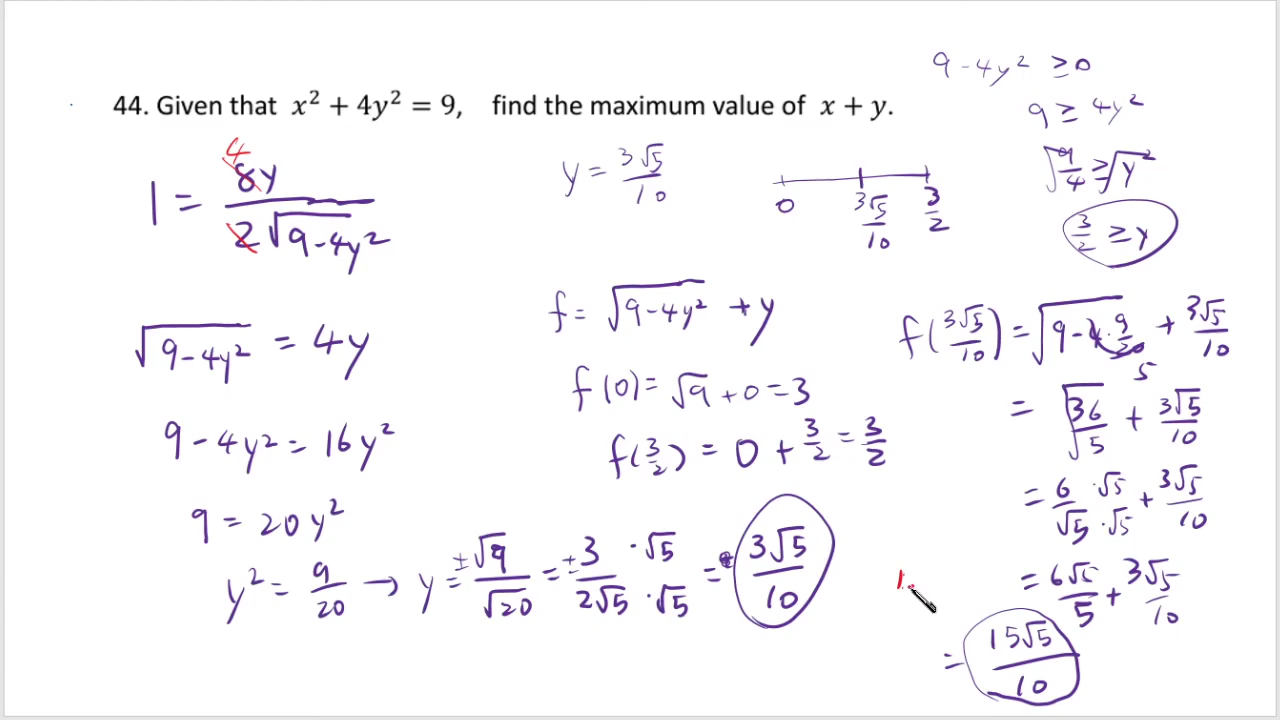 44. Given that x² + 4y² = 9, find the maximum value of x + y.
1 = 8y / 2√(9-4y²)
4
√(9-4y²) = 4y
9 - 4y² = 16y²
9 = 20y²
y² = 9/20 → y = ±√9/√20 = ±3/2√5 · √5/·√5 = 3√5/10
y = 3√5/10
0 3√5/10 3/2
f = √(9-4y²) + y
f(0) = √9 + 0 = 3
f(3/2) = 0 + 3/2 = 3/2
9 - 4y² ≥ 0
9 ≥ 4y²
√(9/4) ≥ √y²
3/2 ≥ y
f(3√5/10) = √(9 - 4·9/20) + 3√5/10
5
= √(36/5) + 3√5/10
= 6/√5 ·√5/·√5 + 3√5/10
= 6√5/5 + 3√5/10
= 15√5/10
1.